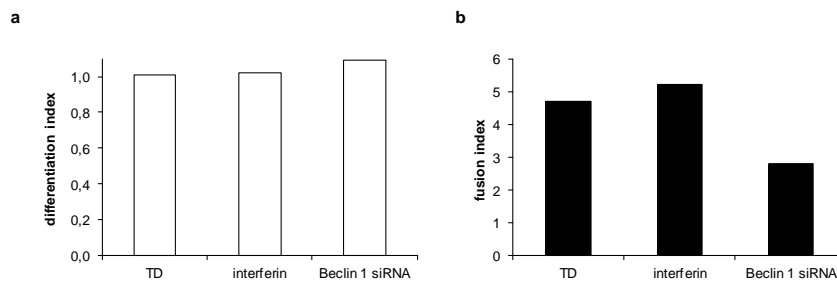 a
differentiation index
1,0
0,8
0,6
0,4
0,2
0,0
TD interferin Beclin 1 siRNA
b
fusion index
6
5
4
3
2
1
0
TD interferin Beclin 1 siRNA